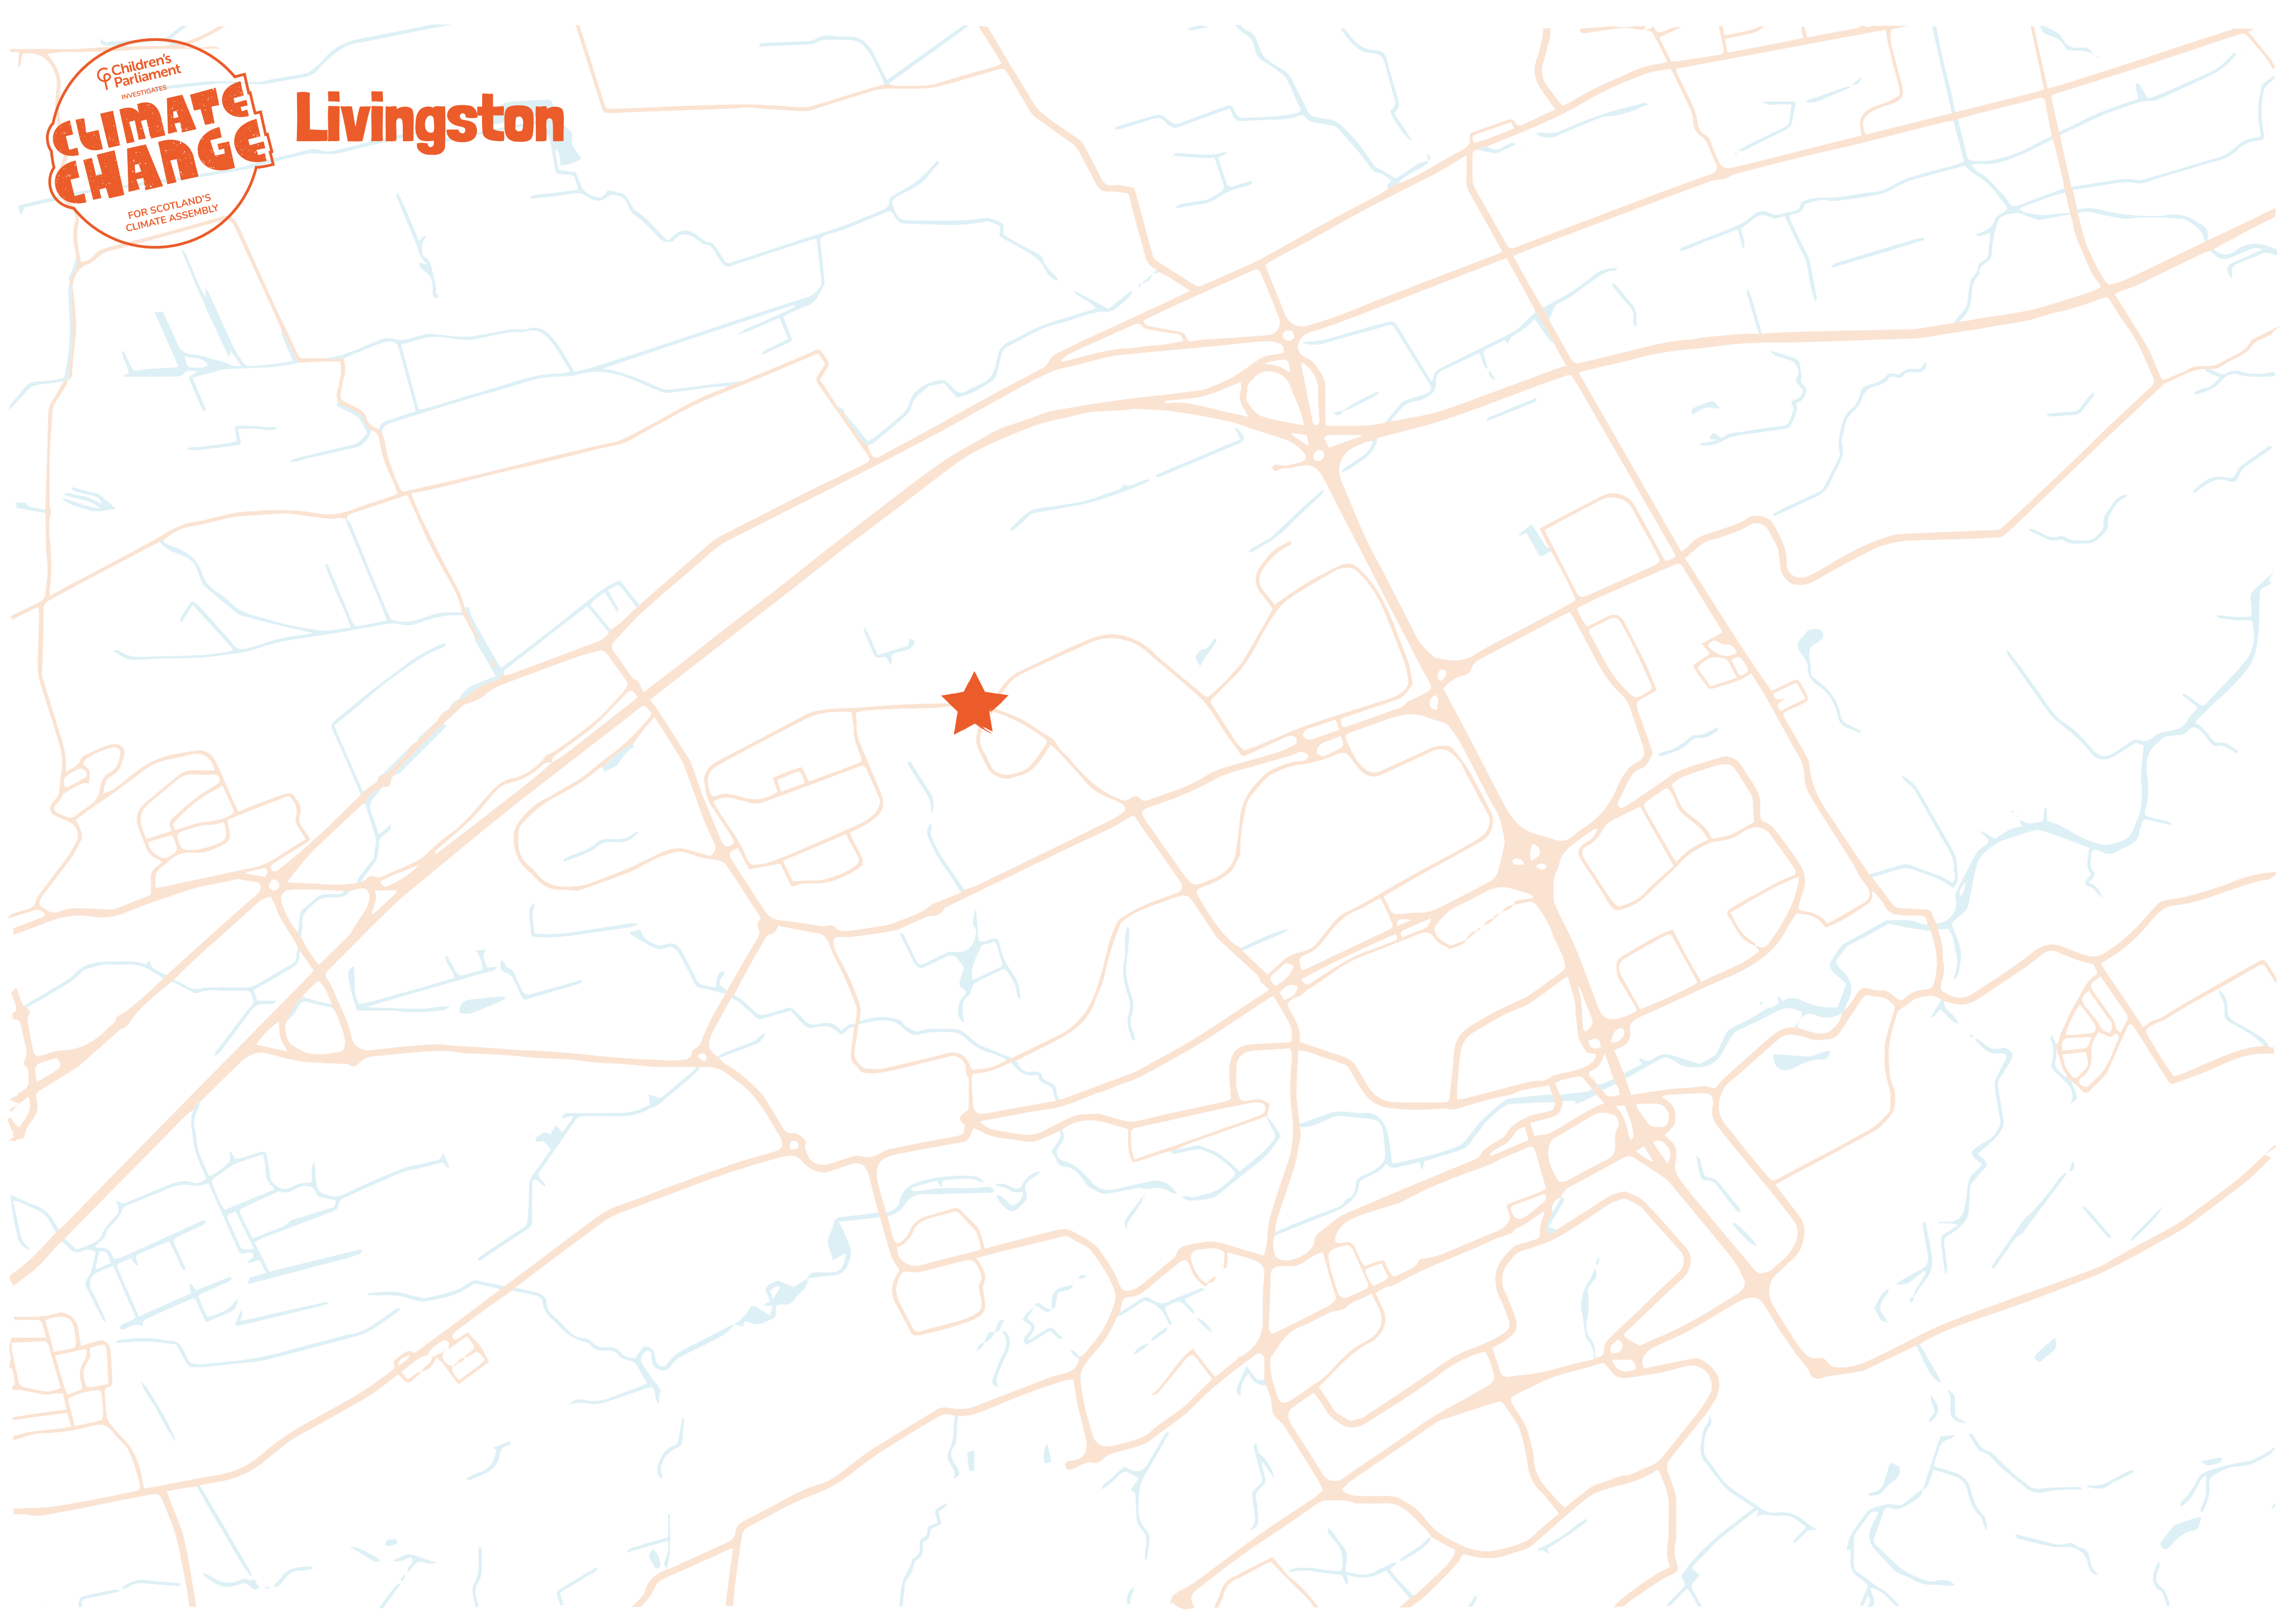 Children's
Parliament
INVESTIGATES
CLIMATE
CHANGE
FOR SCOTLAND'S
CLIMATE ASSEMBLY
Livingston